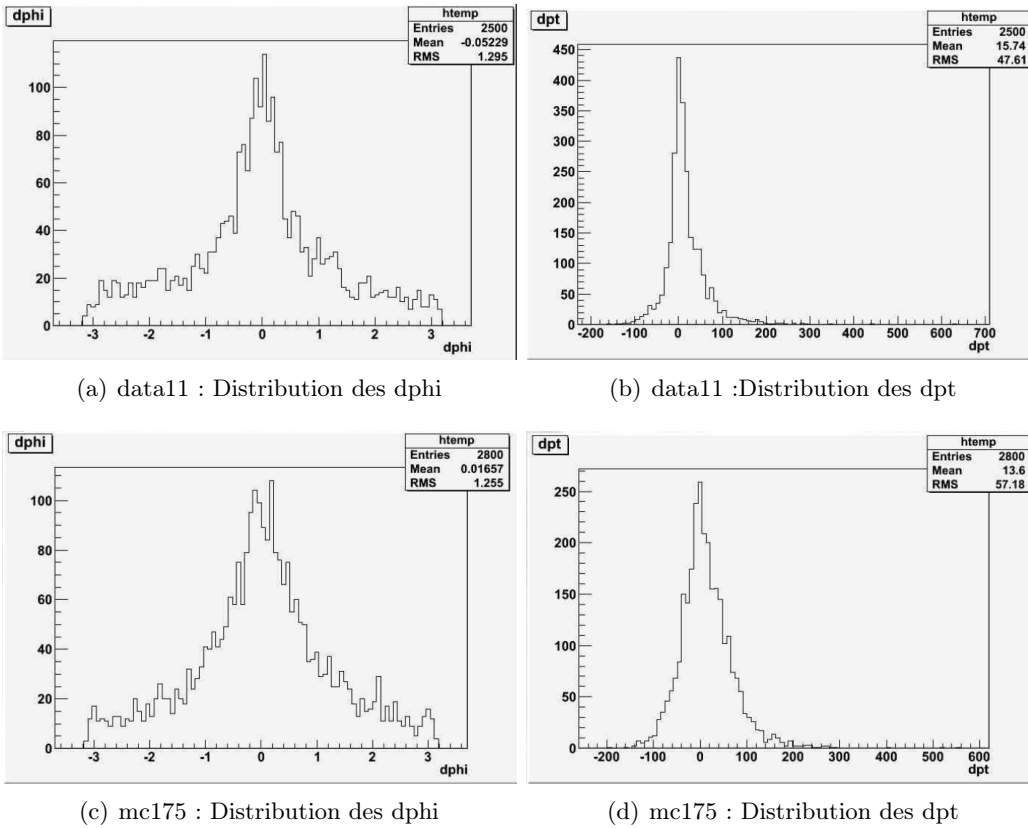 dphi
htemp
Entries 2500
Mean -0.05229
RMS 1.295
100
80
60
40
20
0
-3 -2 -1 0 1 2 3
dphi
(a) data11 : Distribution des dphi
dpt
htemp
Entries 2500
Mean 15.74
RMS 47.61
450
400
350
300
250
200
150
100
50
0
-200 -100 0 100 200 300 400 500 600 700
dpt
(b) data11 :Distribution des dpt
dphi
htemp
Entries 2800
Mean 0.01657
RMS 1.255
100
80
60
40
20
0
-3 -2 -1 0 1 2 3
dphi
(c) mc175 : Distribution des dphi
dpt
htemp
Entries 2800
Mean 13.6
RMS 57.18
250
200
150
100
50
0
-200 -100 0 100 200 300 400 500 600
dpt
(d) mc175 : Distribution des dpt